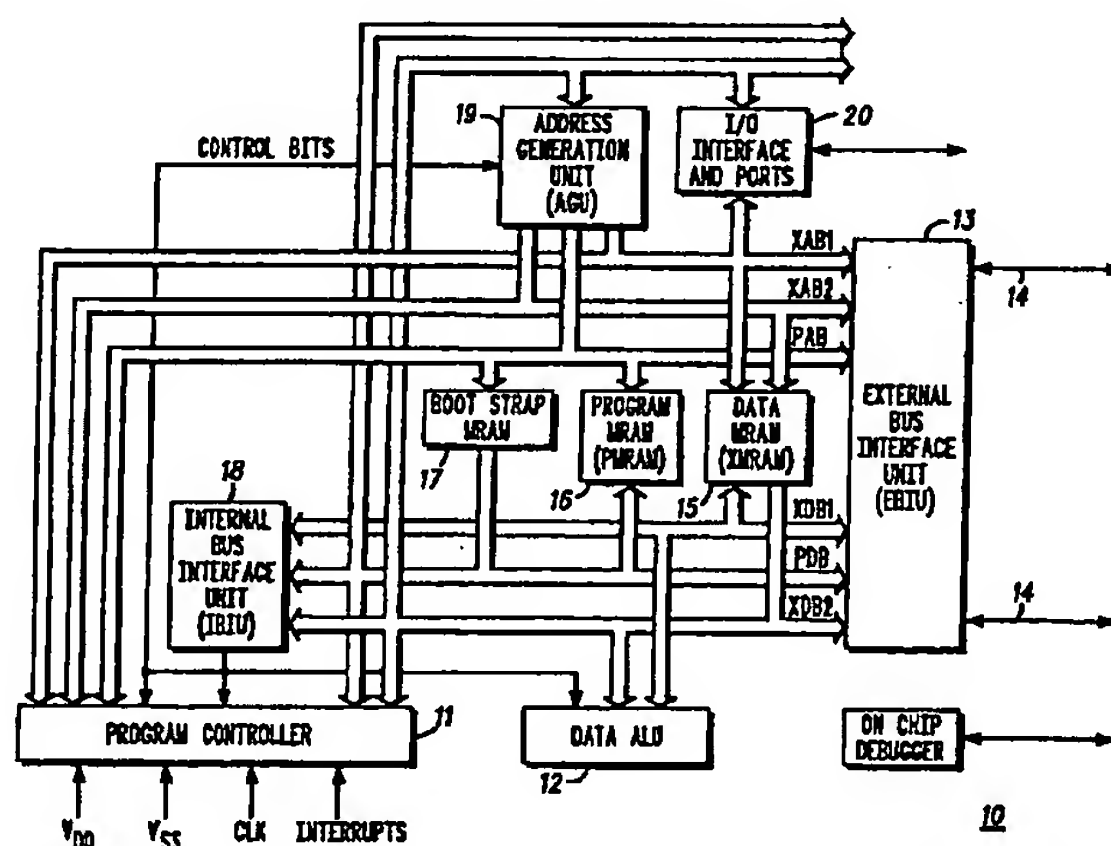 19
ADDRESS
GENERATION
UNIT
(AGU)
I/O
INTERFACE
AND PORTS
20
CONTROL BITS
13
XAB1
14
XAB2
PAB
BOOT STRAP
MRAM
17
PROGRAM
MRAM
(PMRAM)
16
DATA
MRAM
(XMRAM)
15
EXTERNAL
BUS
INTERFACE
UNIT
(EBIU)
18
INTERNAL
BUS
INTERFACE
UNIT
(IBIU)
XDB1
PDB
XDB2
14
PROGRAM CONTROLLER
11
DATA ALU
12
ON CHIP
DEBUGGER
VDD
VSS
CLK
INTERRUPTS
10